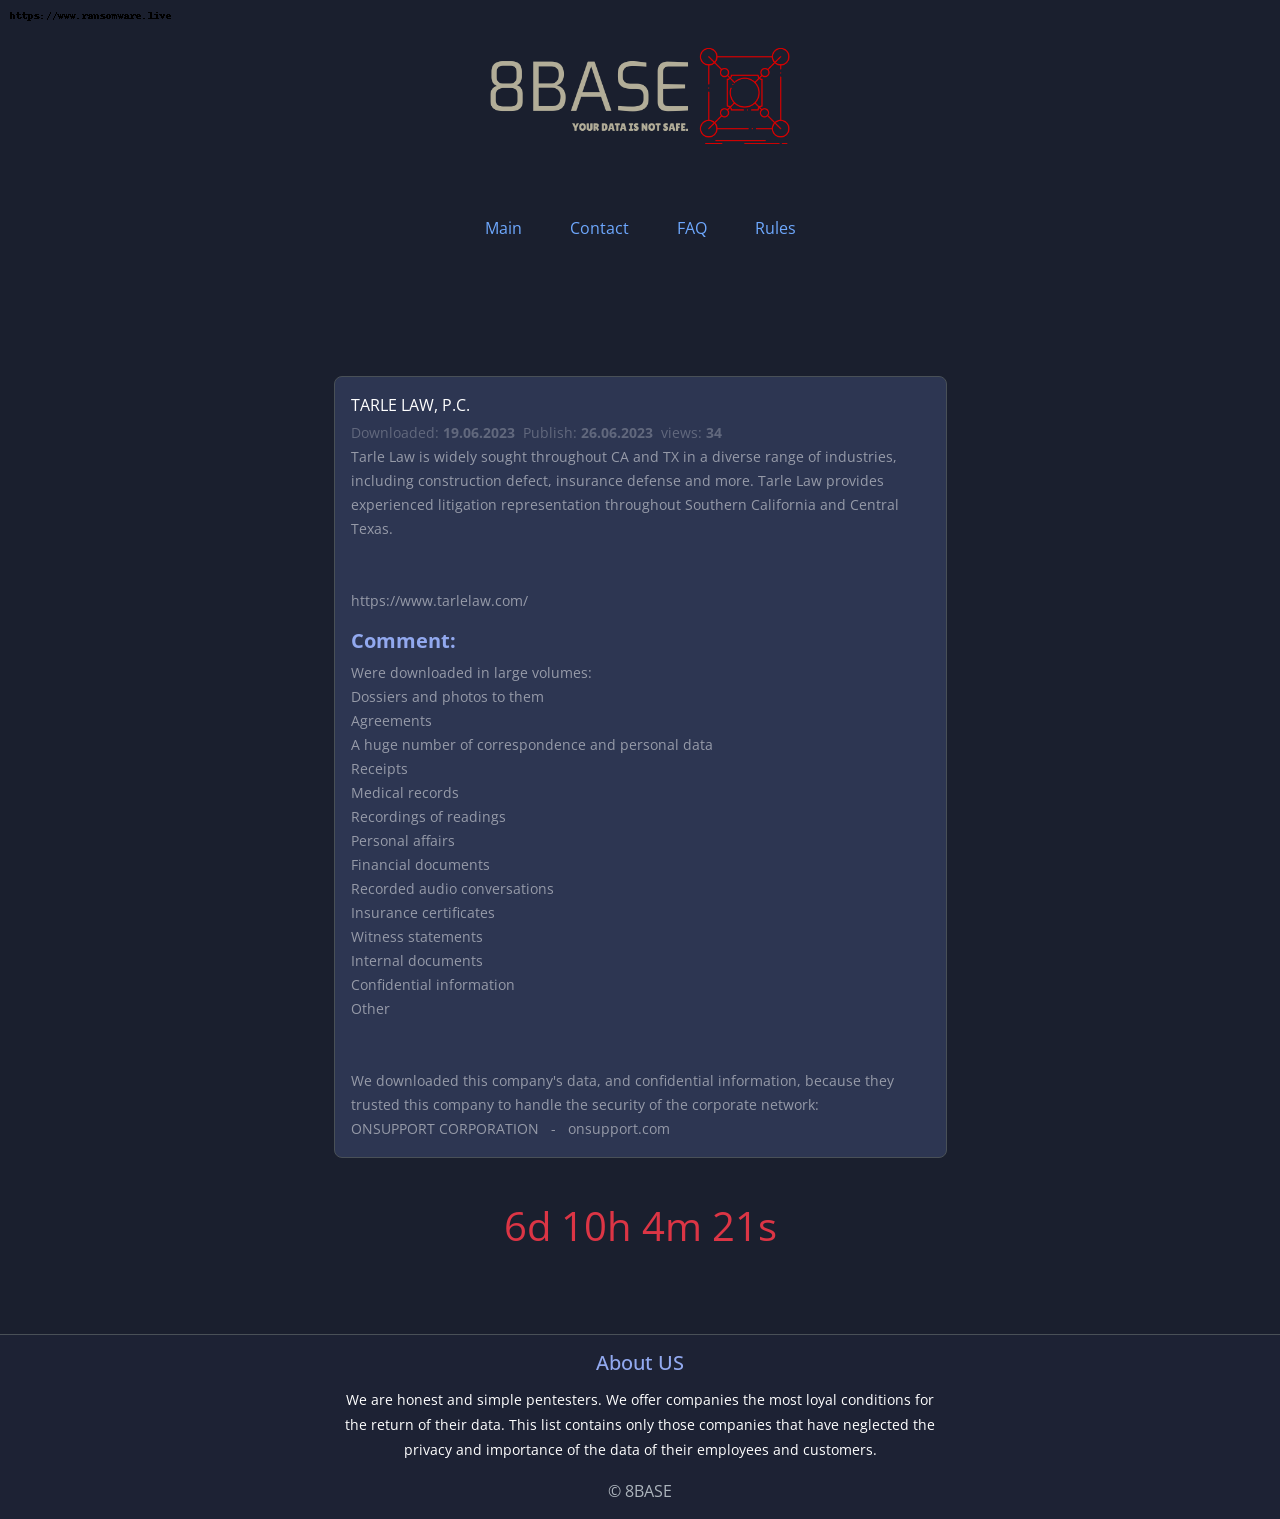 https://www.ransomware.live
8BASE
YOUR DATA IS NOT SAFE.
Main Contact FAQ Rules
TARLE LAW, P.C.
Downloaded: 19.06.2023 Publish: 26.06.2023 views: 34
Tarle Law is widely sought throughout CA and TX in a diverse range of industries,
including construction defect, insurance defense and more. Tarle Law provides
experienced litigation representation throughout Southern California and Central
Texas.
https://www.tarlelaw.com/
Comment:
Were downloaded in large volumes:
Dossiers and photos to them
Agreements
A huge number of correspondence and personal data
Receipts
Medical records
Recordings of readings
Personal affairs
Financial documents
Recorded audio conversations
Insurance certificates
Witness statements
Internal documents
Confidential information
Other
We downloaded this company's data, and confidential information, because they
trusted this company to handle the security of the corporate network:
ONSUPPORT CORPORATION - onsupport.com
6d 10h 4m 21s
About US
We are honest and simple pentesters. We offer companies the most loyal conditions for
the return of their data. This list contains only those companies that have neglected the
privacy and importance of the data of their employees and customers.
© 8BASE